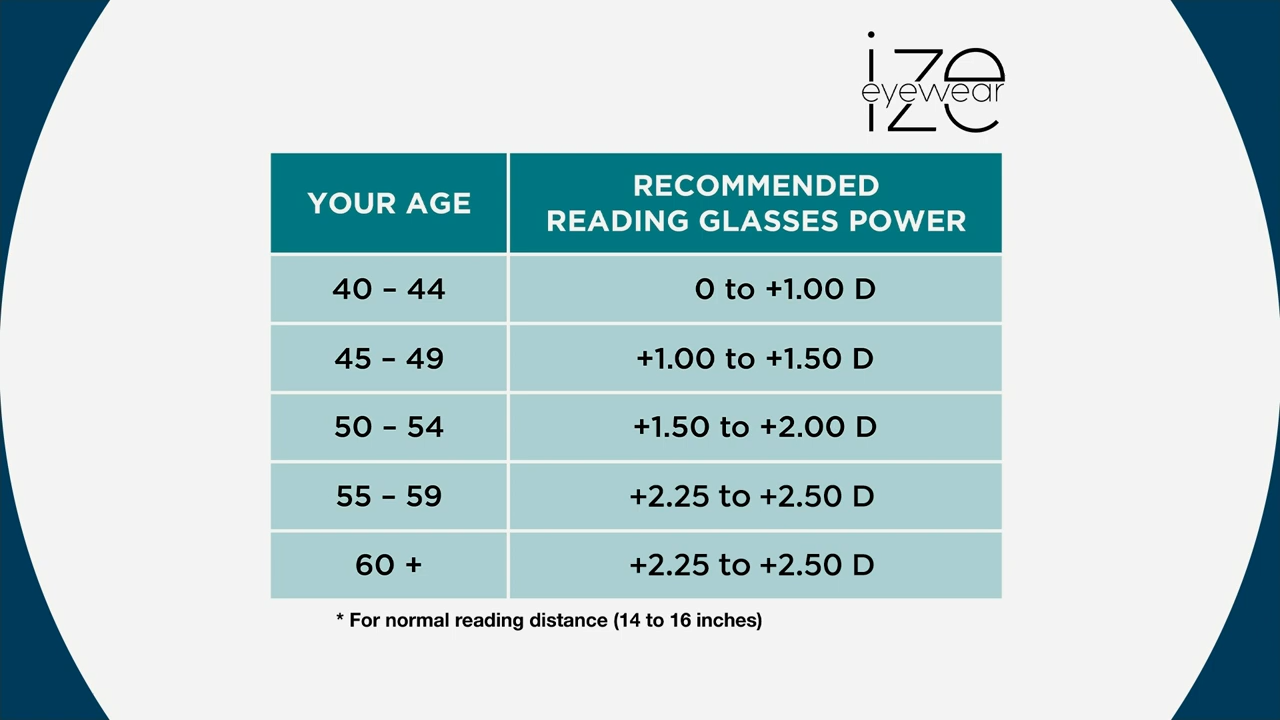 ize
eyewear
YOUR AGE
RECOMMENDED
READING GLASSES POWER
40 – 44
0 to +1.00 D
45 – 49
+1.00 to +1.50 D
50 – 54
+1.50 to +2.00 D
55 – 59
+2.25 to +2.50 D
60 +
+2.25 to +2.50 D
* For normal reading distance (14 to 16 inches)